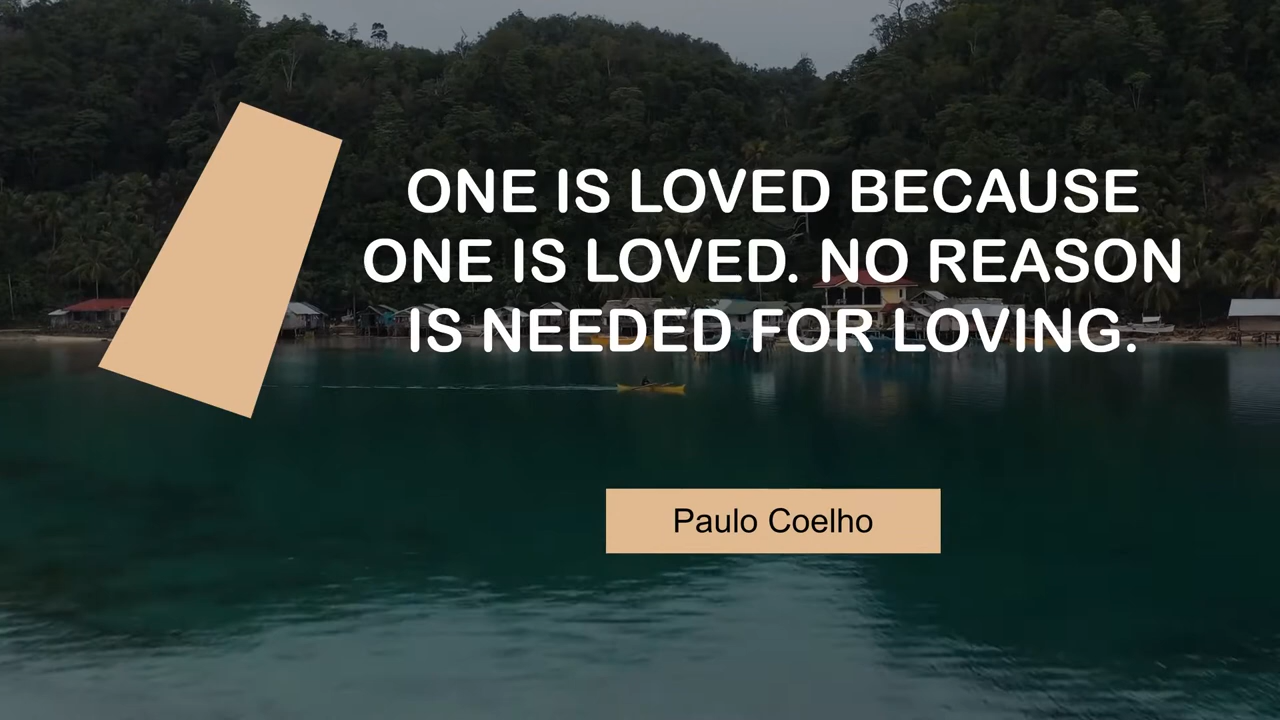 ONE IS LOVED BECAUSE
ONE IS LOVED. NO REASON
IS NEEDED FOR LOVING.
Paulo Coelho